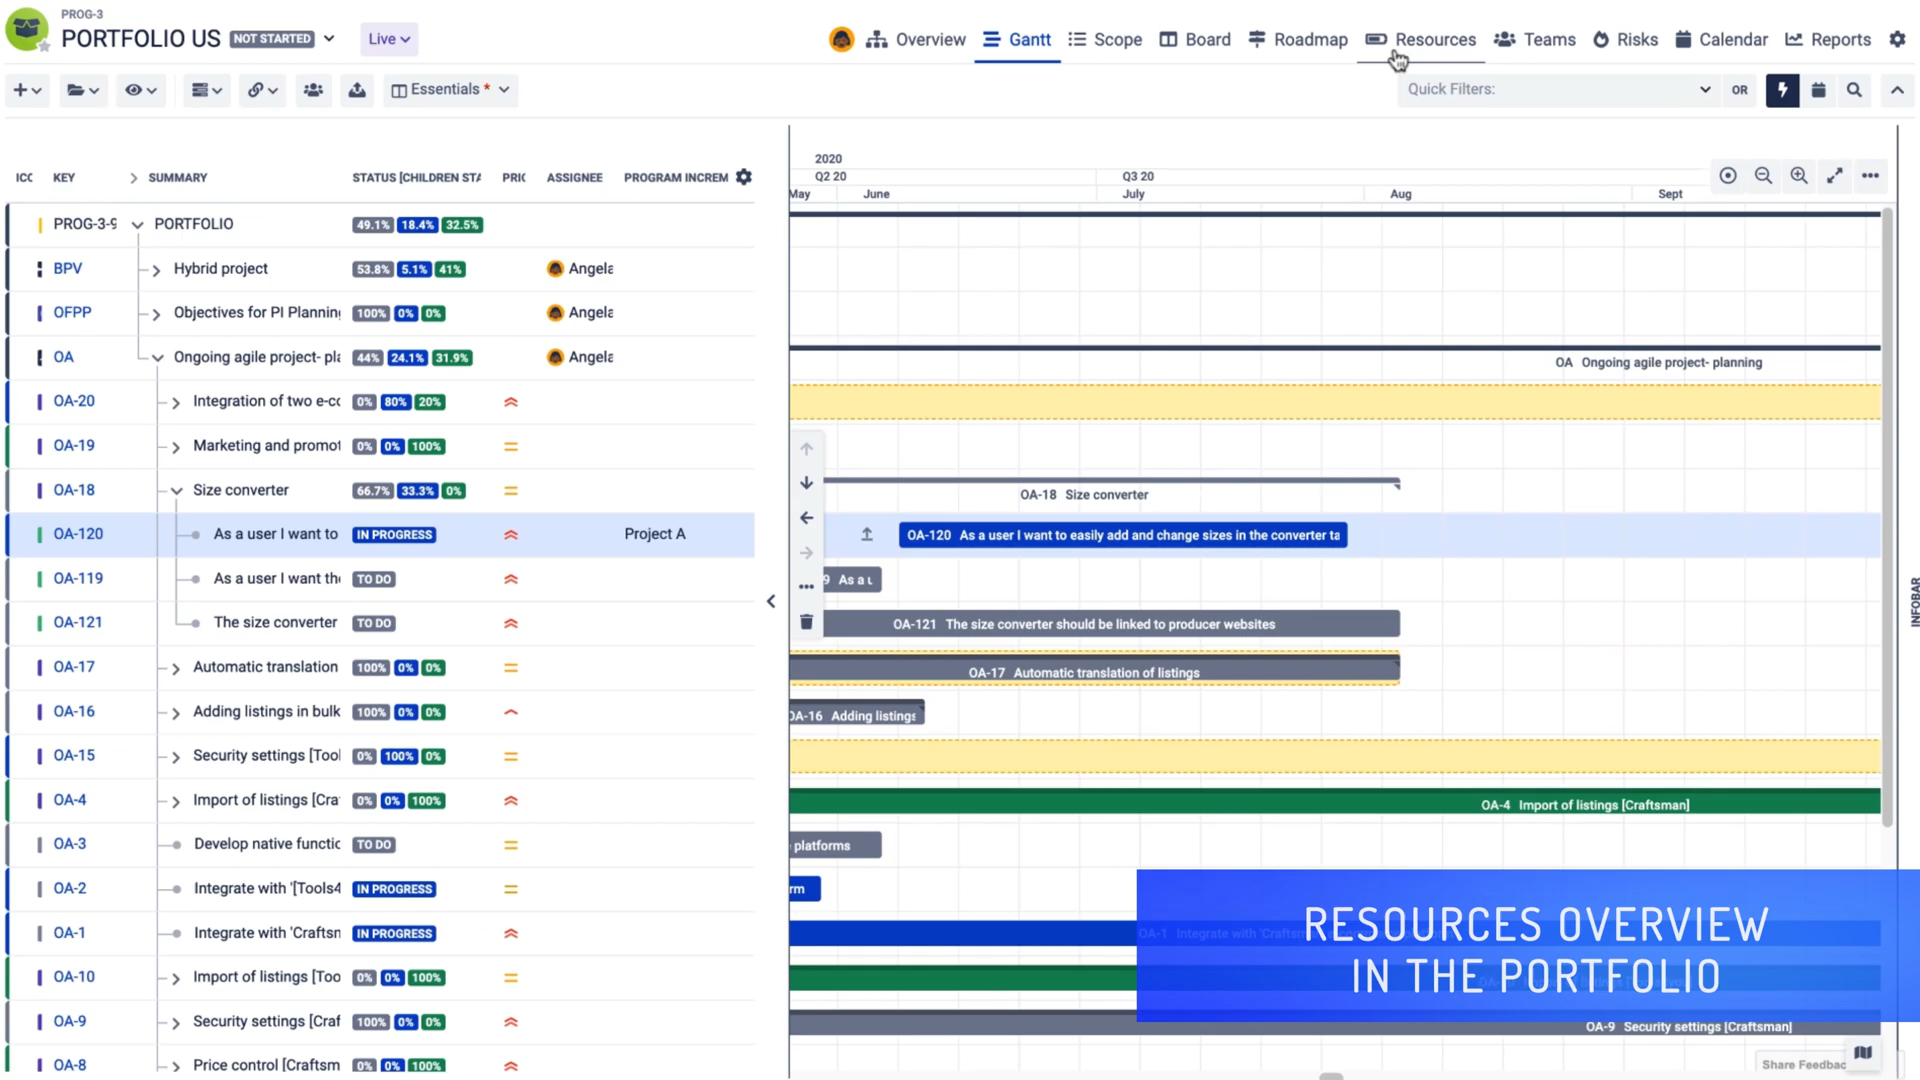 PROG-3
PORTFOLIO US NOT STARTED Live
Overview Gantt Scope Board Roadmap Resources Teams Risks Calendar Reports
Essentials * Quick Filters: OR
2020
Q2 20 Q3 20
ICC KEY SUMMARY STATUS [CHILDREN STA PRIC ASSIGNEE PROGRAM INCREM
May June July Aug Sept
PROG-3-9 PORTFOLIO 49.1% 18.4% 32.5%
BPV Hybrid project 53.8% 5.1% 41% Angela
OFPP Objectives for PI Planning 100% 0% 0% Angela
OA Ongoing agile project- pla 44% 24.1% 31.9% Angela OA Ongoing agile project- planning
OA-20 Integration of two e-cc 0% 80% 20%
OA-19 Marketing and promot 0% 0% 100%
OA-18 Size converter 66.7% 33.3% 0% OA-18 Size converter
OA-120 As a user I want to IN PROGRESS Project A OA-120 As a user I want to easily add and change sizes in the converter ta
OA-119 As a user I want the TO DO 9 As a u
OA-121 The size converter TO DO OA-121 The size converter should be linked to producer websites
INFOBAR
OA-17 Automatic translation 100% 0% 0% OA-17 Automatic translation of listings
OA-16 Adding listings in bulk 100% 0% 0% OA-16 Adding listings
OA-15 Security settings [Tool 0% 100% 0%
OA-4 Import of listings [Cra 0% 0% 100% OA-4 Import of listings [Craftsman]
OA-3 Develop native functic TO DO platforms
OA-2 Integrate with '[Tools4 IN PROGRESS rm
OA-1 Integrate with 'Craftsn IN PROGRESS OA-1 Integrate with 'Craftsm
RESOURCES OVERVIEW
IN THE PORTFOLIO
OA-10 Import of listings [Too 0% 0% 100%
OA-9 Security settings [Craf 100% 0% 0% OA-9 Security settings [Craftsman]
OA-8 Price control [Craftsm 0% 0% 100%
Share Feedbac